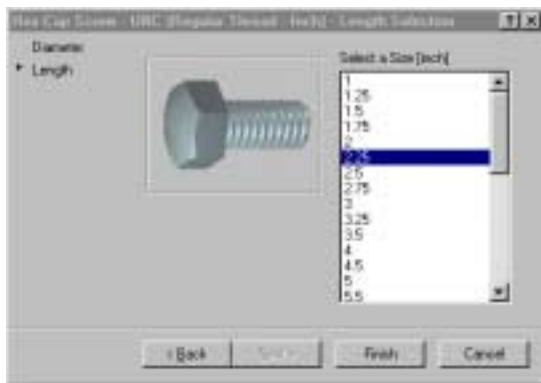 Hex Cap Screw - UNC (Regular Thread - Inch) - Length Selection
Diameter
Length
Select a Size [inch]
1
1.25
1.5
1.75
2
2.25
2.5
2.75
3
3.25
3.5
4
4.5
5
5.5
< Back
Next >
Finish
Cancel